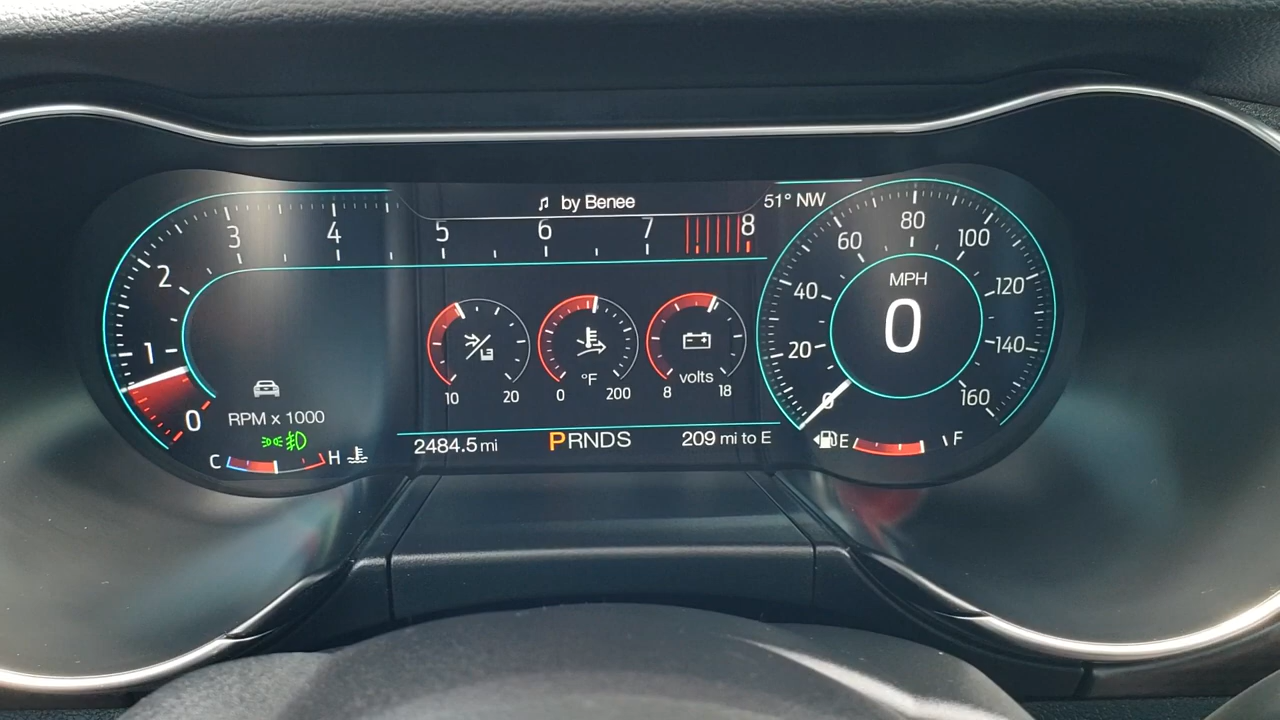 by Benee
51° NW
0 1 2 3 4 5 6 7 8
RPM x 1000
C H
10 20
°F
0 200
volts
8 18
2484.5 mi
PRNDS
209 mi to E
MPH
0
0 20 40 60 80 100 120 140 160
E F